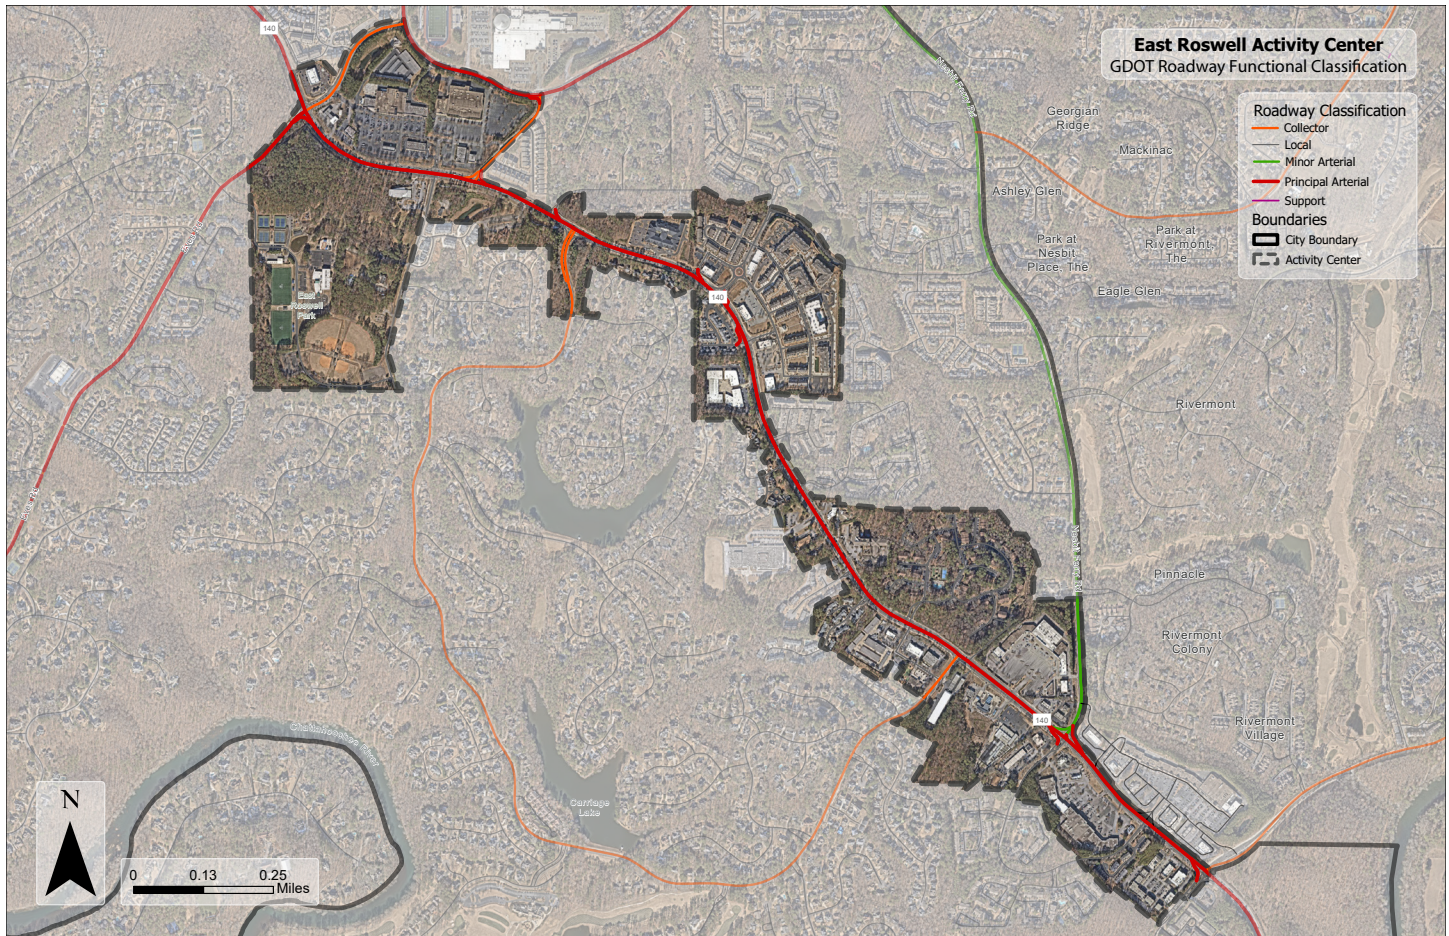 East Roswell Activity Center
GDOT Roadway Functional Classification
Roadway Classification
Collector
Local
Minor Arterial
Principal Arterial
Support
Boundaries
City Boundary
Activity Center
140
Georgian
Ridge
Mackinac
Ashley Glen
Park at
Nesbit
Place, The
Park at
Rivermont,
The
Eagle Glen
East
Roswell
Park
140
Rivermont
Pinnacle
Rivermont
Colony
140
Rivermont
Village
Chattahoochee River
Carriage
Lake
N
0 0.13 0.25
Miles